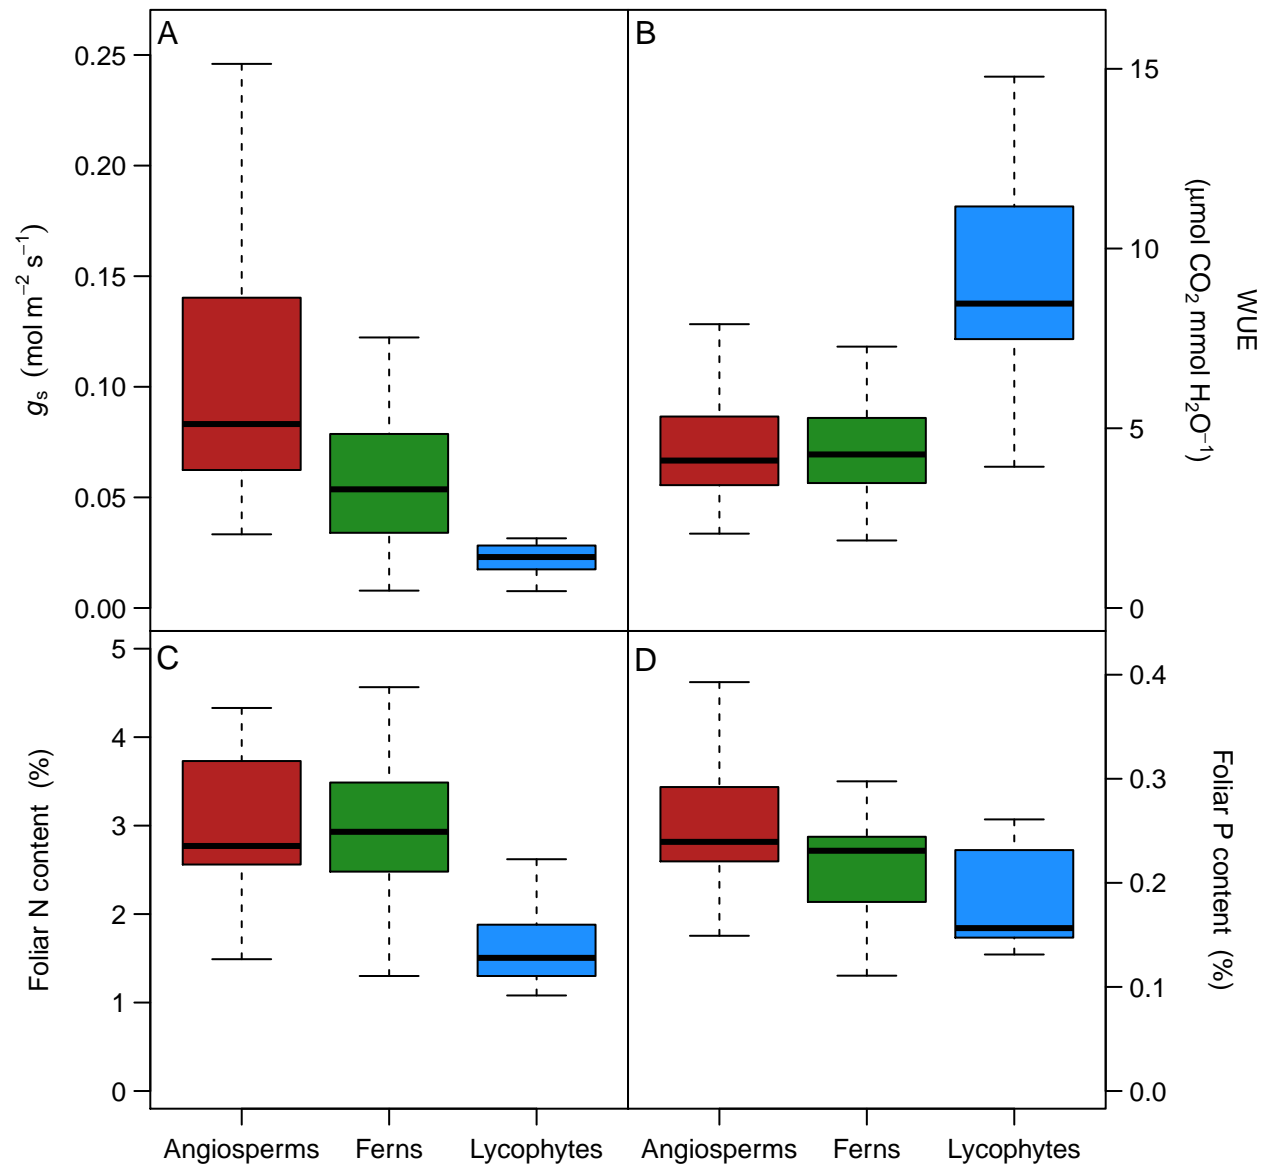 A
B
0.25
0.20
0.15
0.10
0.05
0.00
gs (mol m−2 s−1)
15
10
5
0
WUE
(μmol CO2 mmol H2O−1)
C
D
5
4
3
2
1
0
Foliar N content (%)
0.4
0.3
0.2
0.1
0.0
Foliar P content (%)
Angiosperms Ferns Lycophytes Angiosperms Ferns Lycophytes